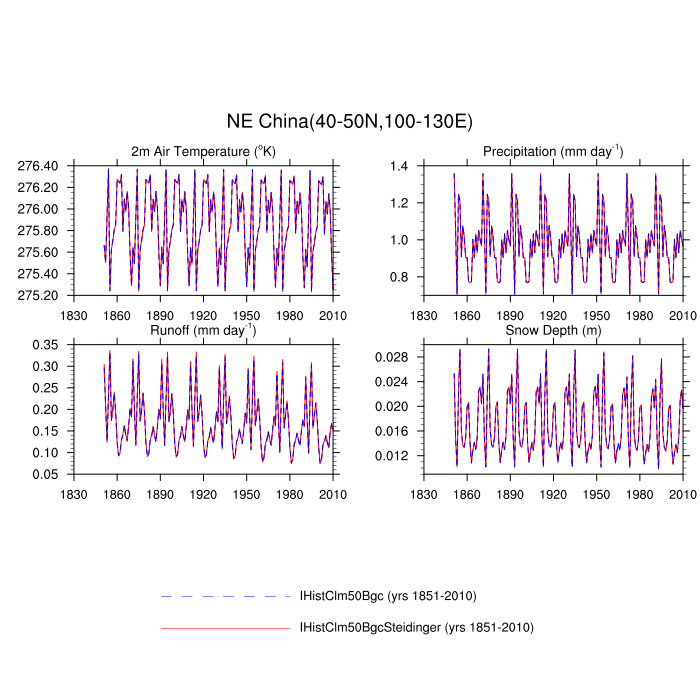 NE China(40-50N,100-130E)
2m Air Temperature (°K)
276.40
276.20
276.00
275.80
275.60
275.40
275.20
1830 1860 1890 1920 1950 1980 2010
Precipitation (mm day⁻¹)
1.4
1.2
1.0
0.8
1830 1860 1890 1920 1950 1980 2010
Runoff (mm day⁻¹)
0.35
0.30
0.25
0.20
0.15
0.10
0.05
1830 1860 1890 1920 1950 1980 2010
Snow Depth (m)
0.028
0.024
0.020
0.016
0.012
1830 1860 1890 1920 1950 1980 2010
IHistClm50Bgc (yrs 1851-2010)
IHistClm50BgcSteidinger (yrs 1851-2010)